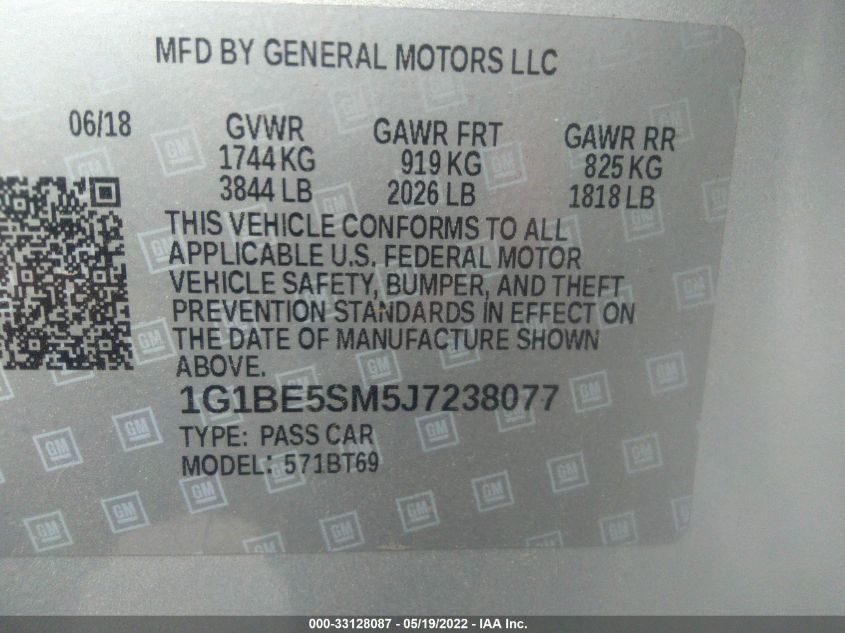 MFD BY GENERAL MOTORS LLC
06/18 GVWR GAWR FRT GAWR RR
1744 KG 919 KG 825 KG
3844 LB 2026 LB 1818 LB
THIS VEHICLE CONFORMS TO ALL
APPLICABLE U.S. FEDERAL MOTOR
VEHICLE SAFETY, BUMPER, AND THEFT
PREVENTION STANDARDS IN EFFECT ON
THE DATE OF MANUFACTURE SHOWN
ABOVE.
1G1BE5SM5J7238077
TYPE: PASS CAR
MODEL: 571BT69
000-33128087 - 05/19/2022 - IAA Inc.